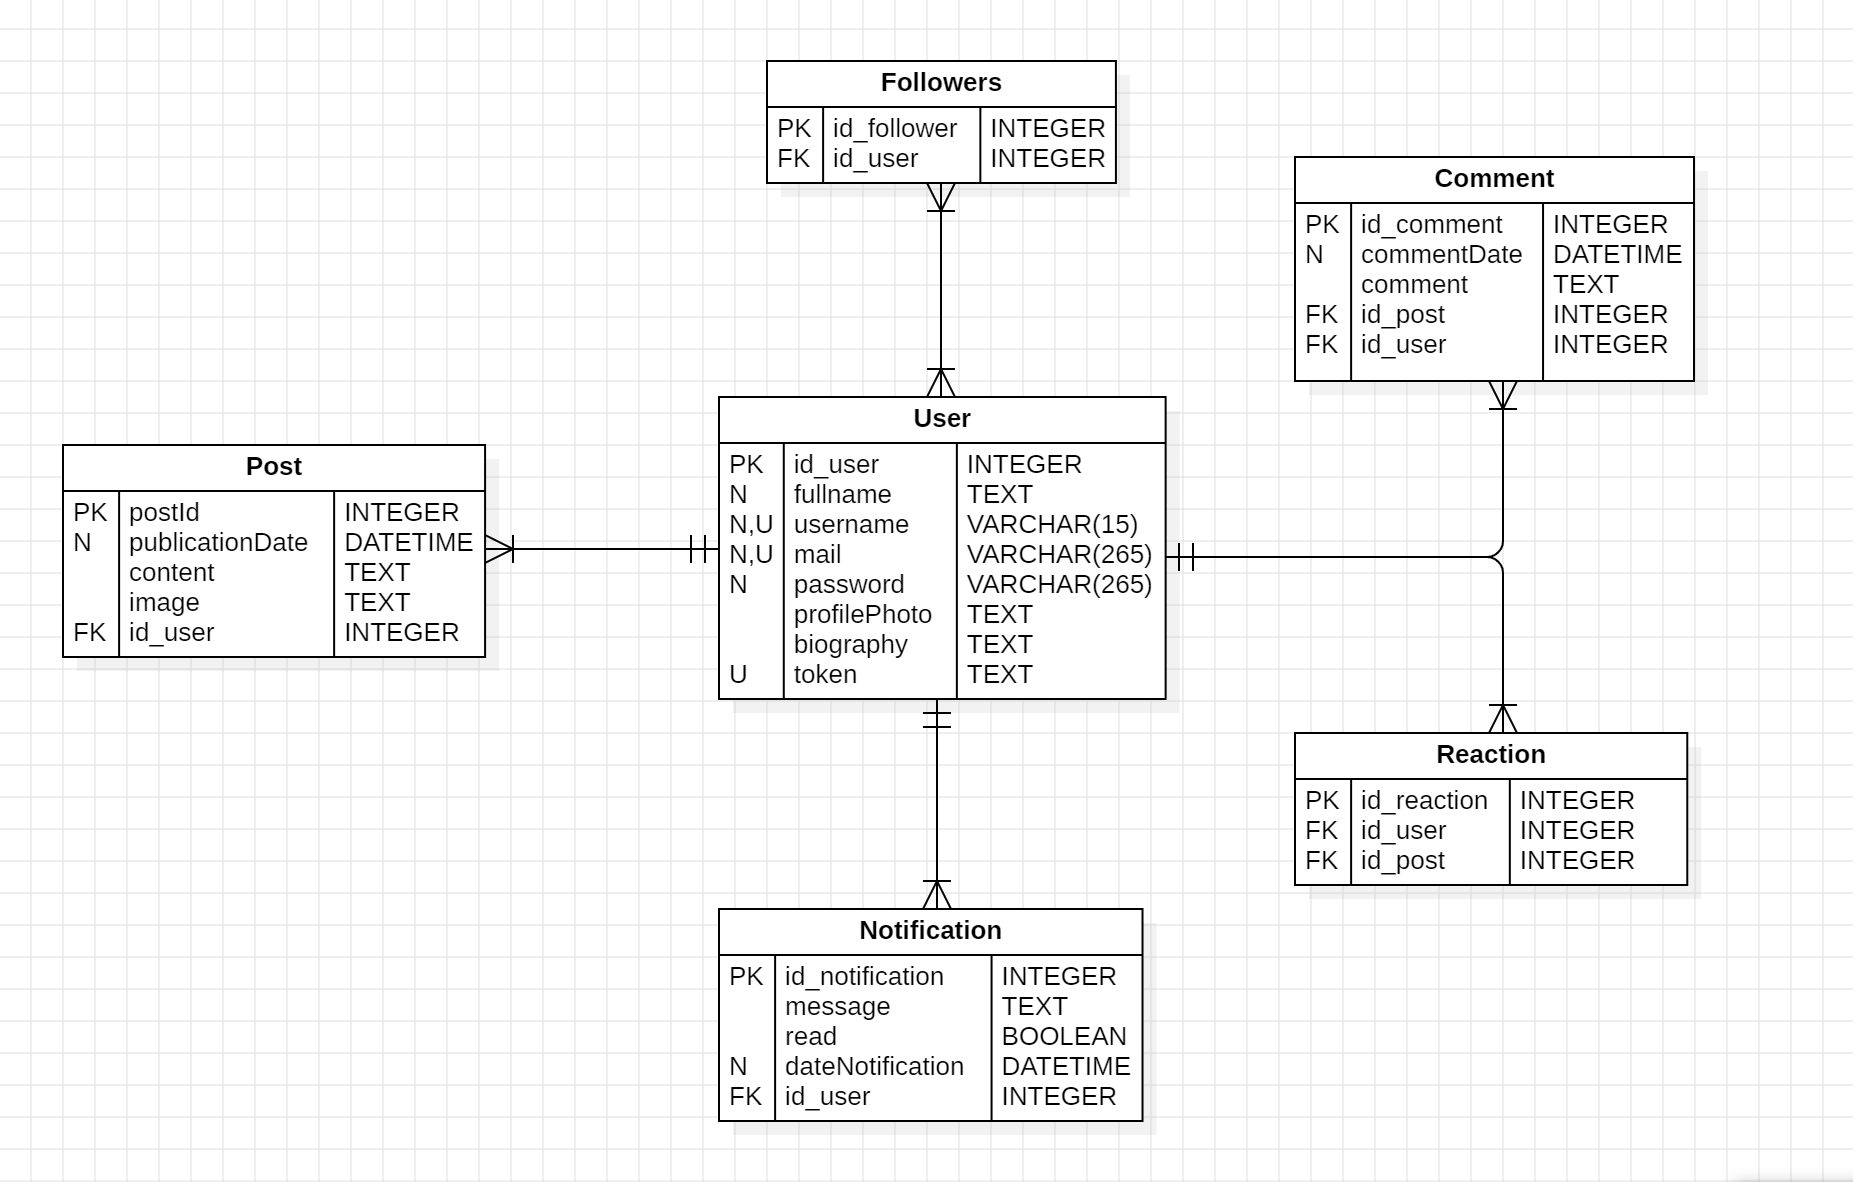 Followers
PK id_follower INTEGER
FK id_user INTEGER
Comment
PK id_comment INTEGER
N commentDate DATETIME
comment TEXT
FK id_post INTEGER
FK id_user INTEGER
User
PK id_user INTEGER
N fullname TEXT
N,U username VARCHAR(15)
N,U mail VARCHAR(265)
N password VARCHAR(265)
profilePhoto TEXT
biography TEXT
U token TEXT
Post
PK postId INTEGER
N publicationDate DATETIME
content TEXT
image TEXT
FK id_user INTEGER
Reaction
PK id_reaction INTEGER
FK id_user INTEGER
FK id_post INTEGER
Notification
PK id_notification INTEGER
message TEXT
read BOOLEAN
N dateNotification DATETIME
FK id_user INTEGER